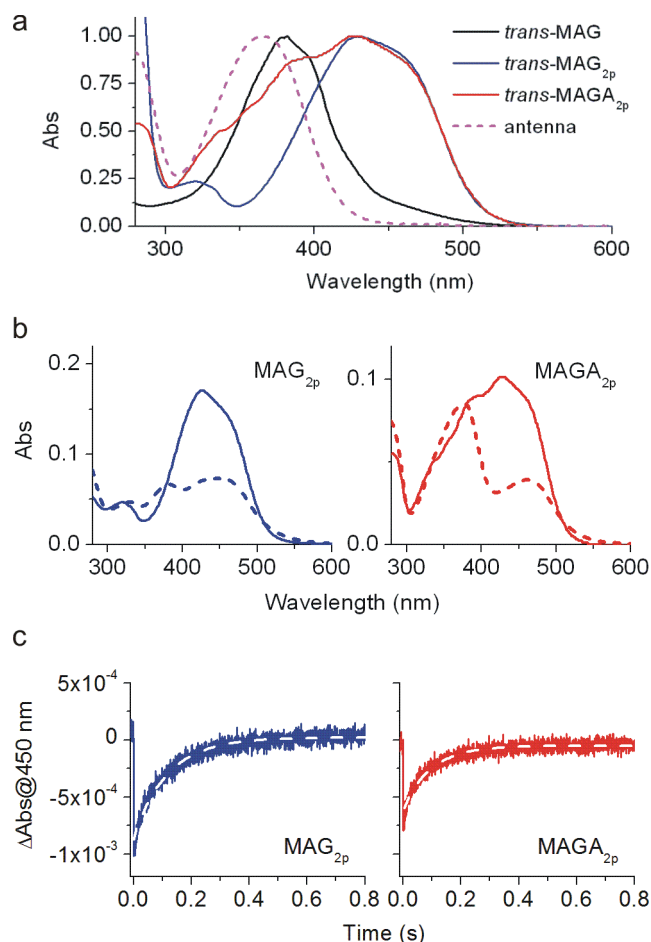 a
1.00
0.75
0.50
0.25
0.00
Abs
trans-MAG
trans-MAG2p
trans-MAGA2p
antenna
300 400 500 600
Wavelength (nm)
b
0.2
0.1
0.0
Abs
MAG2p
300 400 500 600
0.1
0.0
MAGA2p
300 400 500 600
Wavelength (nm)
c
5x10-4
0
-5x10-4
-1x10-3
ΔAbs@450 nm
MAG2p
MAGA2p
0.0 0.2 0.4 0.6 0.8
0.0 0.2 0.4 0.6 0.8
Time (s)